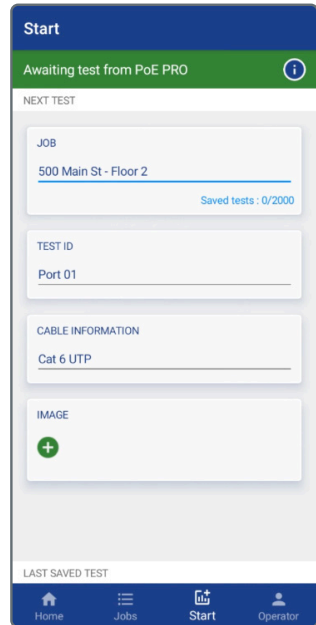 Start
Awaiting test from PoE PRO
NEXT TEST
JOB
500 Main St - Floor 2
Saved tests : 0/2000
TEST ID
Port 01
CABLE INFORMATION
Cat 6 UTP
IMAGE
LAST SAVED TEST
Home Jobs Start Operator